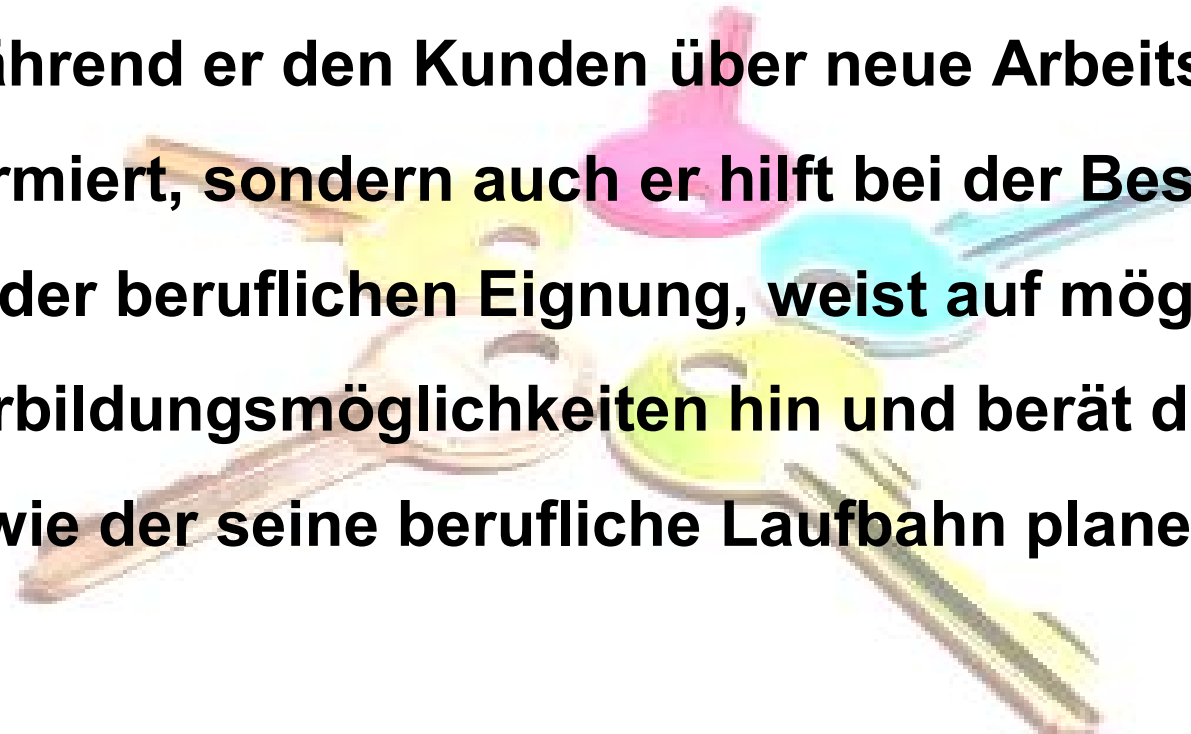 ährend er den Kunden über neue Arbeits
rmiert, sondern auch er hilft bei der Bes
der beruflichen Eignung, weist auf mög
rbildungsmöglichkeiten hin und berät d
wie der seine berufliche Laufbahn plane